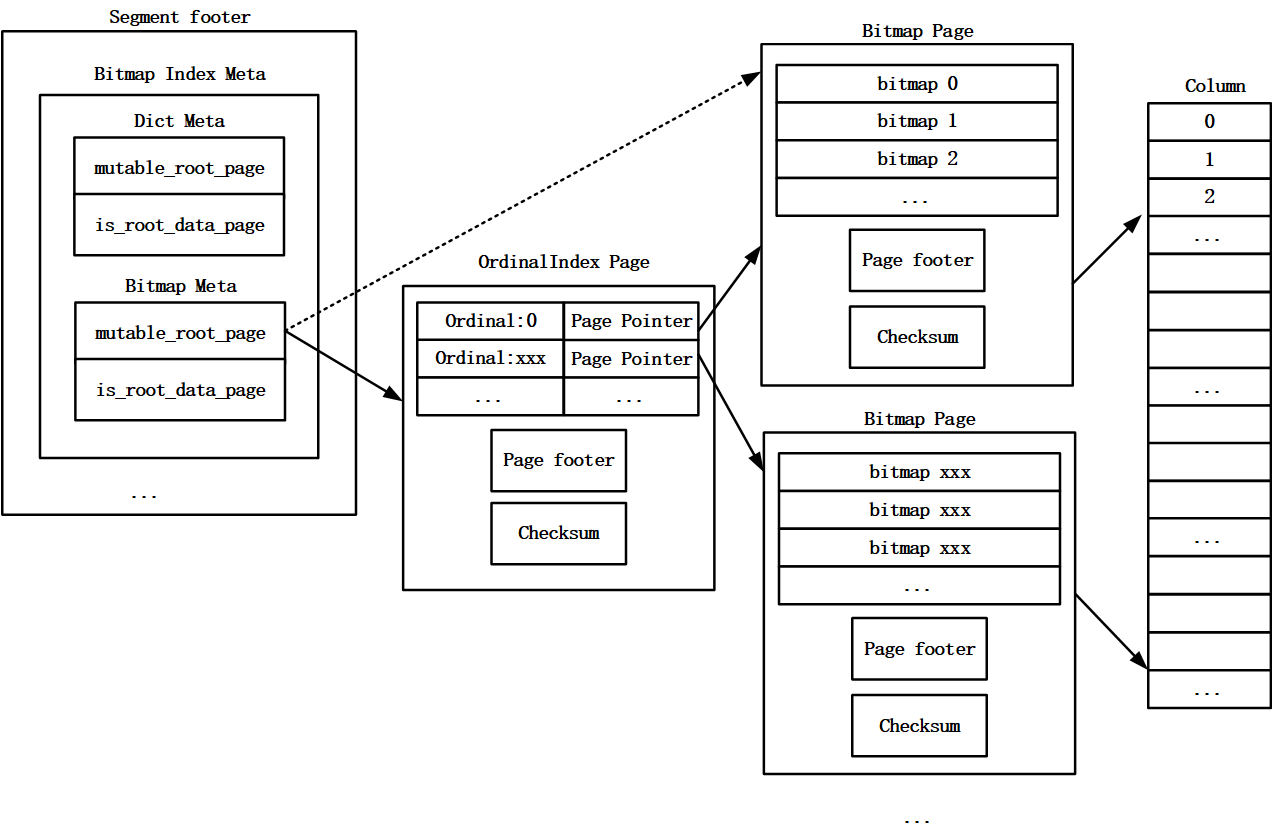 Segment footer
Bitmap Index Meta
Dict Meta
mutable_root_page
is_root_data_page
Bitmap Meta
mutable_root_page
is_root_data_page
...
OrdinalIndex Page
Ordinal:0 Page Pointer
Ordinal:xxx Page Pointer
... ...
Page footer
Checksum
Bitmap Page
bitmap 0
bitmap 1
bitmap 2
...
Page footer
Checksum
Bitmap Page
bitmap xxx
bitmap xxx
bitmap xxx
...
Page footer
Checksum
...
Column
0
1
2
...
...
...
...